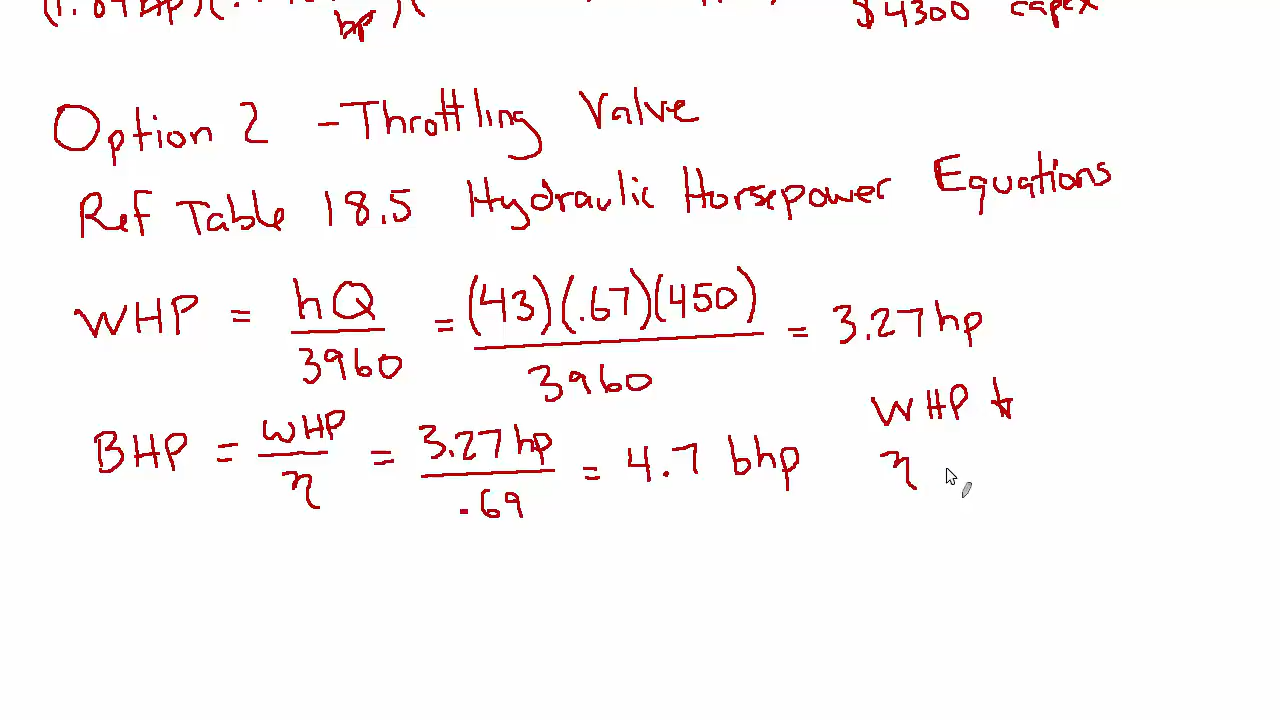 $4300 capex
Option 2 - Throttling Valve
Ref Table 18.5 Hydraulic Horsepower Equations
WHP = hQ / 3960 = (43)(.67)(450) / 3960 = 3.27 hp
WHP ↓
BHP = WHP / η = 3.27 hp / .69 = 4.7 bhp
η